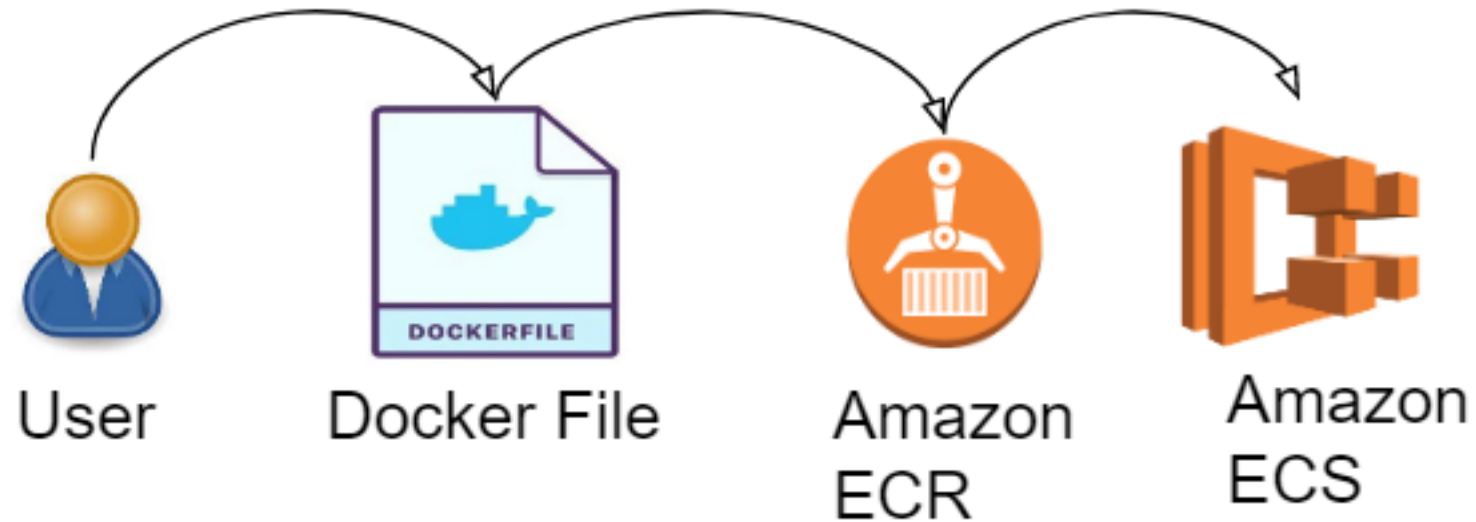 DOCKERFILE
User
Docker File
Amazon
ECR
Amazon
ECS